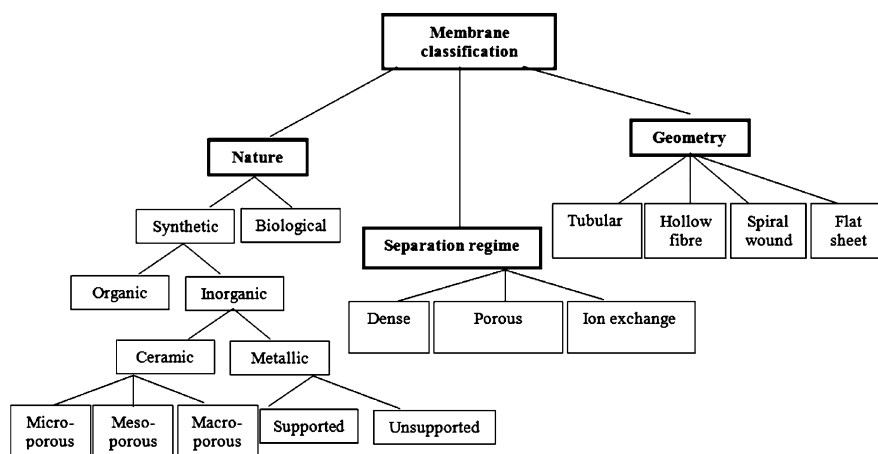 Membrane
classification
Nature
Geometry
Synthetic
Biological
Separation regime
Tubular
Hollow
fibre
Spiral
wound
Flat
sheet
Organic
Inorganic
Dense
Porous
Ion exchange
Ceramic
Metallic
Micro-
porous
Meso-
porous
Macro-
porous
Supported
Unsupported